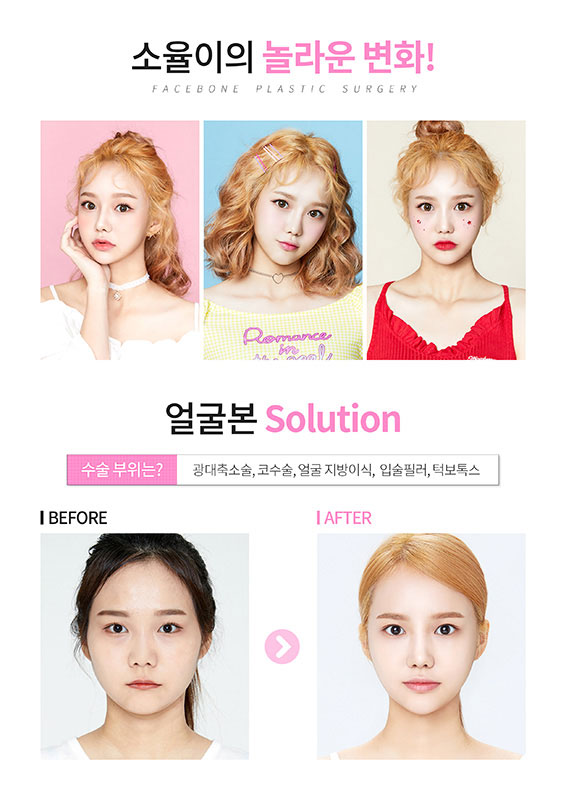 소율이의 놀라운 변화!
FACEBONE PLASTIC SURGERY
Romance
in
얼굴본 Solution
수술 부위는? 광대축소술, 코수술, 얼굴 지방이식, 입술필러, 턱보톡스
BEFORE
AFTER